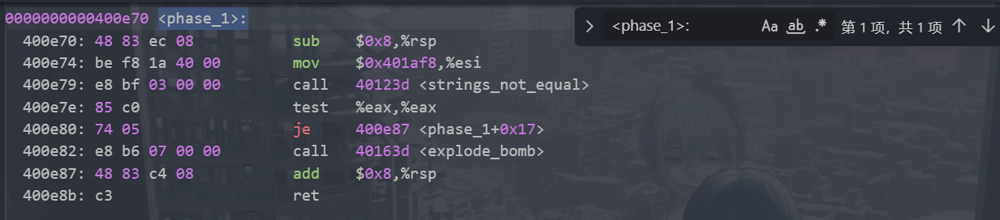 0000000000400e70 <phase_1>:
<phase_1>: Aa ab .* 第 1 项，共 1 项 ↑ ↓
400e70: 48 83 ec 08 sub $0x8,%rsp
400e74: be f8 1a 40 00 mov $0x401af8,%esi
400e79: e8 bf 03 00 00 call 40123d <strings_not_equal>
400e7e: 85 c0 test %eax,%eax
400e80: 74 05 je 400e87 <phase_1+0x17>
400e82: e8 b6 07 00 00 call 40163d <explode_bomb>
400e87: 48 83 c4 08 add $0x8,%rsp
400e8b: c3 ret